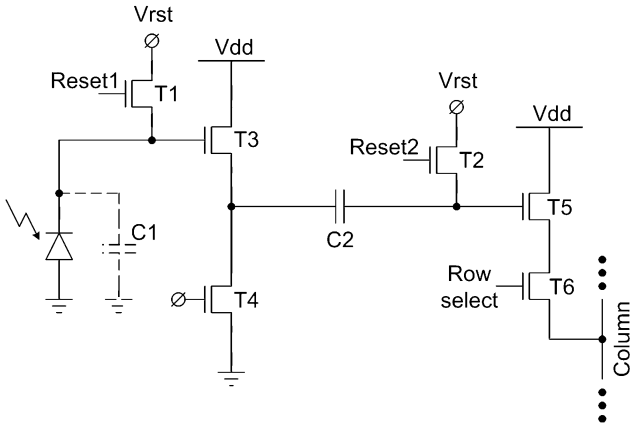 Vrst
Vdd
Reset1
T1
Vrst
Vdd
T3
Reset2
T2
T5
C1
C2
Row
select
T6
T4
Column